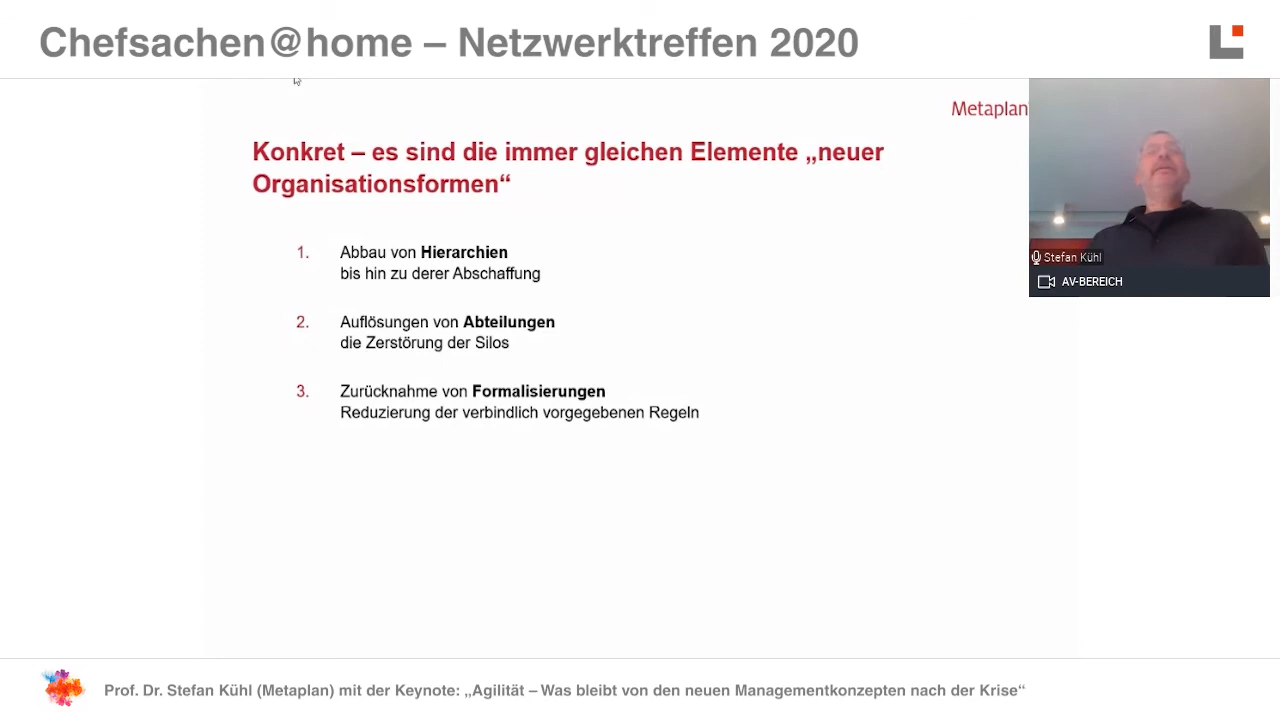 Chefsachen@home – Netzwerktreffen 2020
Metaplan
Konkret – es sind die immer gleichen Elemente „neuer
Organisationsformen“
1. Abbau von Hierarchien
bis hin zu derer Abschaffung
2. Auflösungen von Abteilungen
die Zerstörung der Silos
3. Zurücknahme von Formalisierungen
Reduzierung der verbindlich vorgegebenen Regeln
Stefan Kühl
AV-BEREICH
Prof. Dr. Stefan Kühl (Metaplan) mit der Keynote: „Agilität – Was bleibt von den neuen Managementkonzepten nach der Krise“